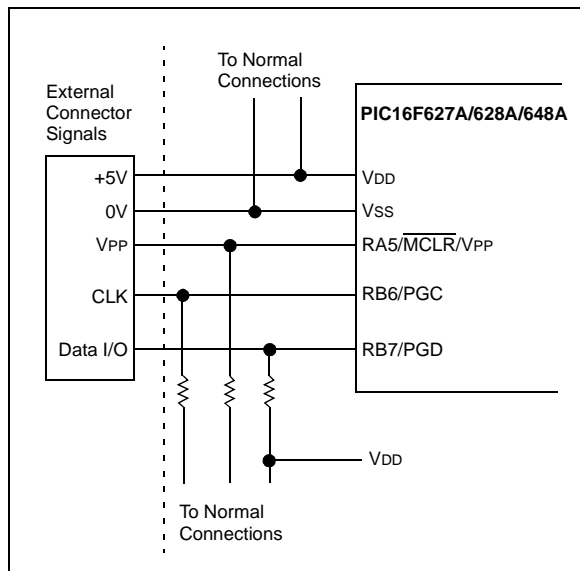 To Normal
Connections
External
Connector
Signals
PIC16F627A/628A/648A
+5V
VDD
0V
VSS
VPP
RA5/MCLR/VPP
CLK
RB6/PGC
Data I/O
RB7/PGD
VDD
To Normal
Connections